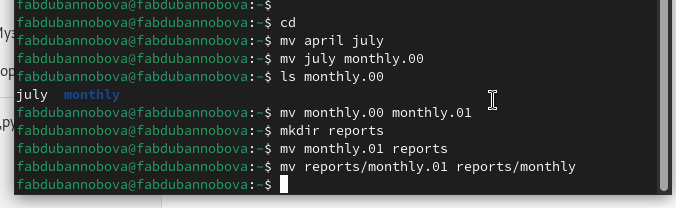 fabdubannobova@fabdubannobova:~$
fabdubannobova@fabdubannobova:~$ cd
fabdubannobova@fabdubannobova:~$ mv april july
fabdubannobova@fabdubannobova:~$ mv july monthly.00
fabdubannobova@fabdubannobova:~$ ls monthly.00
july  monthly
fabdubannobova@fabdubannobova:~$ mv monthly.00 monthly.01
fabdubannobova@fabdubannobova:~$ mkdir reports
fabdubannobova@fabdubannobova:~$ mv monthly.01 reports
fabdubannobova@fabdubannobova:~$ mv reports/monthly.01 reports/monthly
fabdubannobova@fabdubannobova:~$